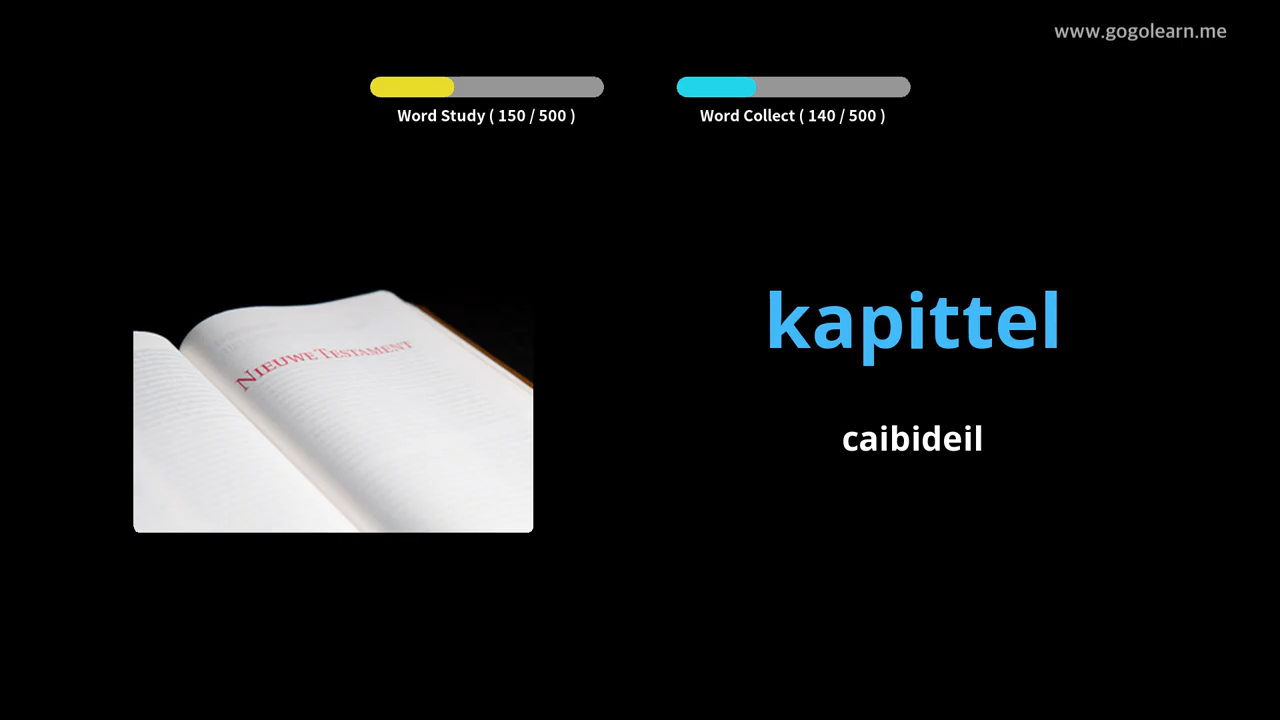 www.gogolearn.me
Word Study ( 150 / 500 )
Word Collect ( 140 / 500 )
NIEUWE TESTAMENT
kapittel
caibideil